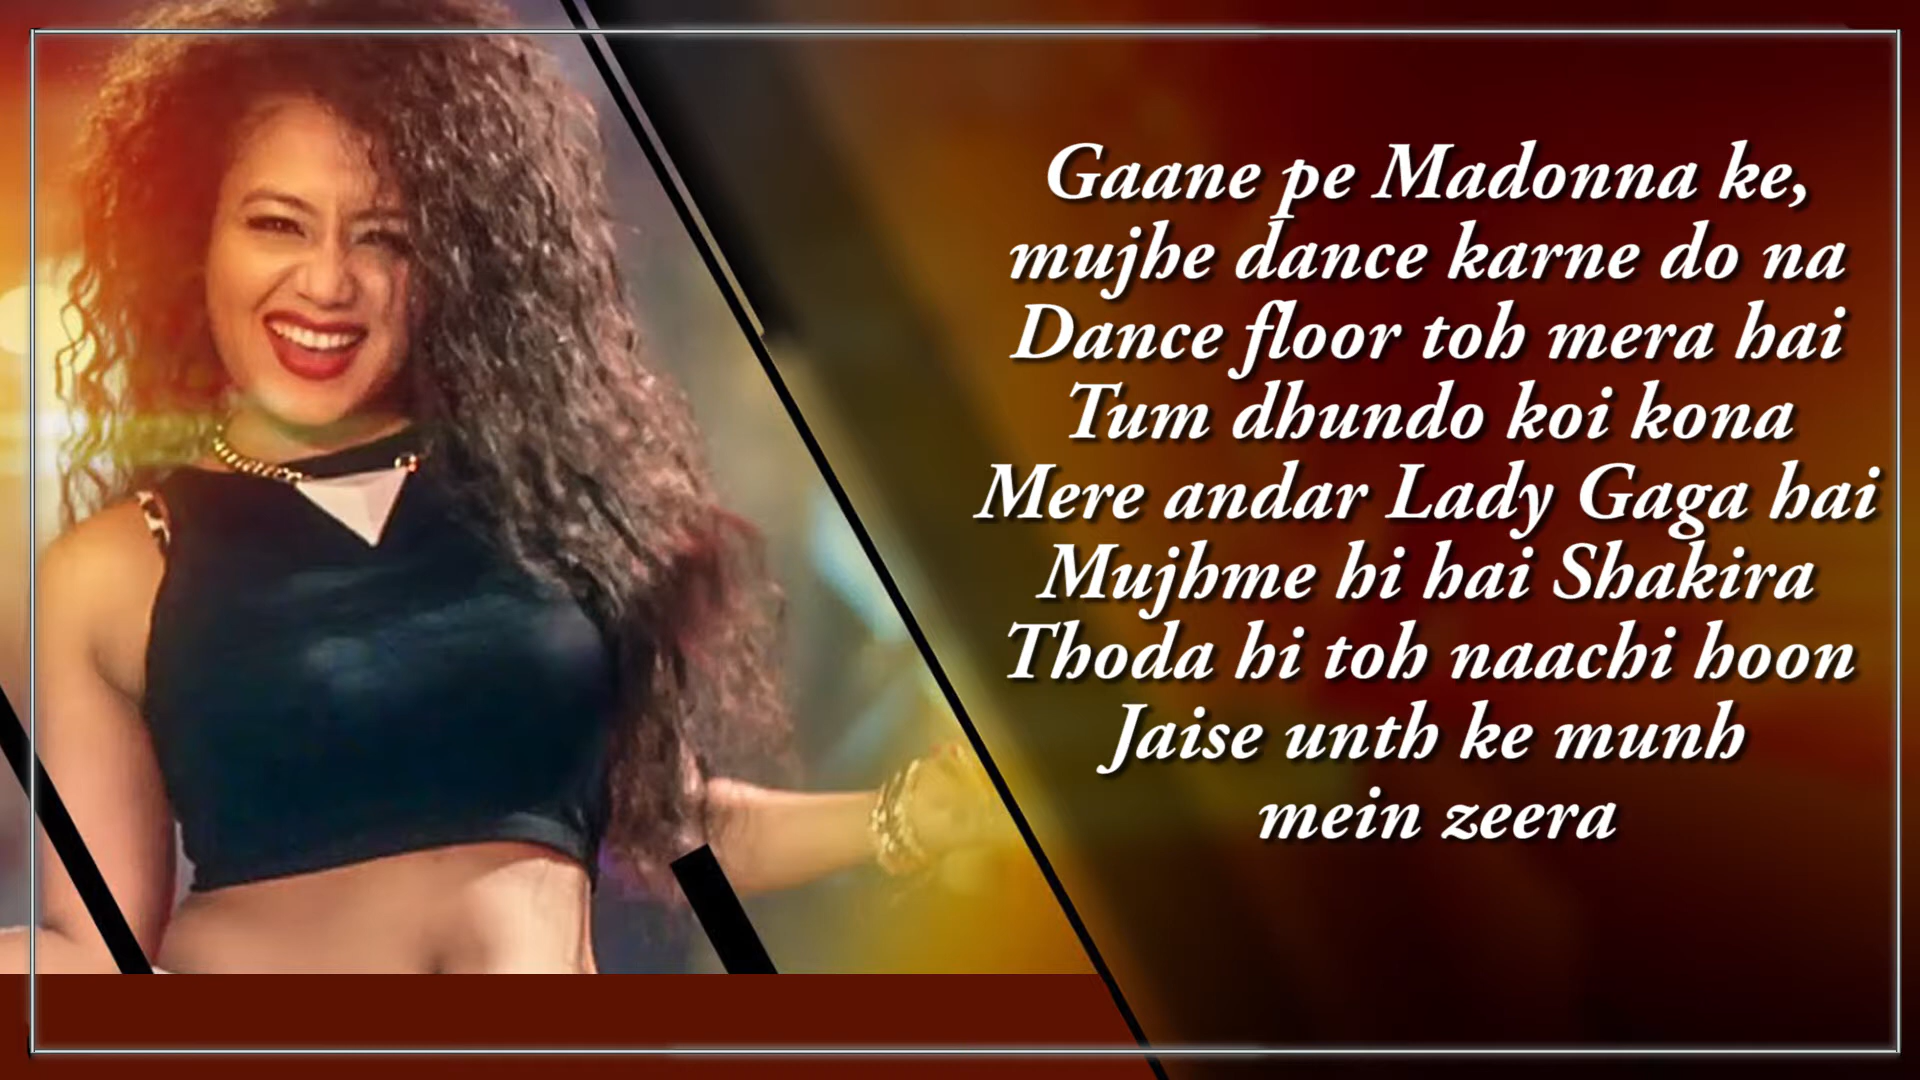 Gaane pe Madonna ke,
mujhe dance karne do na
Dance floor toh mera hai
Tum dhundo koi kona
Mere andar Lady Gaga hai
Mujhme hi hai Shakira
Thoda hi toh naachi hoon
Jaise unth ke munh
mein zeera